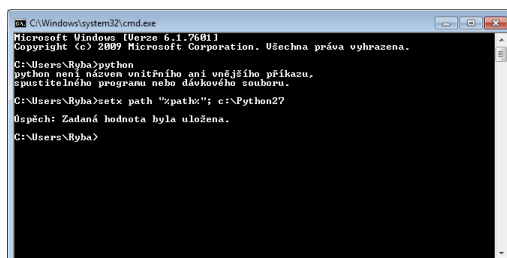 C:\Windows\system32\cmd.exe
Microsoft Windows [Verze 6.1.7601]
Copyright (c) 2009 Microsoft Corporation. Všechna práva vyhrazena.
C:\Users\Ryba>python
python není názvem vnitřního ani vnějšího příkazu,
spustitelného programu nebo dávkového souboru.
C:\Users\Ryba>setx path "%path%"; c:\Python27
Úspěch: Zadaná hodnota byla uložena.
C:\Users\Ryba>